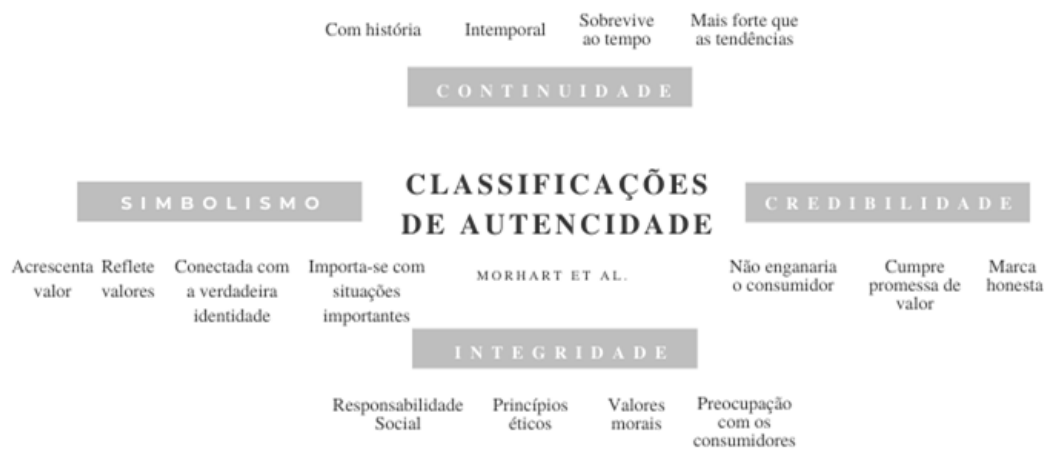 Com história
Intemporal
Sobrevive
ao tempo
Mais forte que
as tendências
CONTINUIDADE
CLASSIFICAÇÕES
DE AUTENCIDADE
MORHART ET AL.
SIMBOLISMO
Acrescenta
valor
Reflete
valores
Conectada com
a verdadeira
identidade
Importa-se com
situações
importantes
CREDIBILIDADE
Não enganaria
o consumidor
Cumpre
promessa de
valor
Marca
honesta
INTEGRIDADE
Responsabilidade
Social
Princípios
éticos
Valores
morais
Preocupação
com os
consumidores